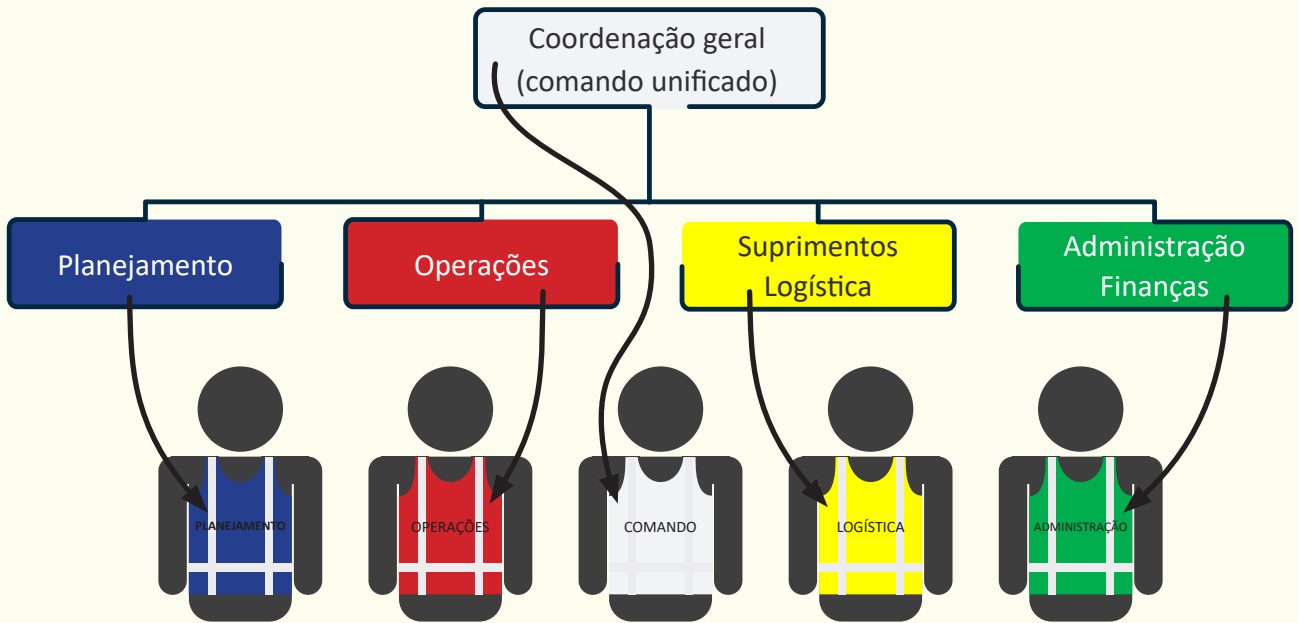 Coordenação geral
(comando unificado)
Planejamento
Operações
Suprimentos
Logística
Administração
Finanças
PLANEJAMENTO
OPERAÇÕES
COMANDO
LOGÍSTICA
ADMINISTRAÇÃO